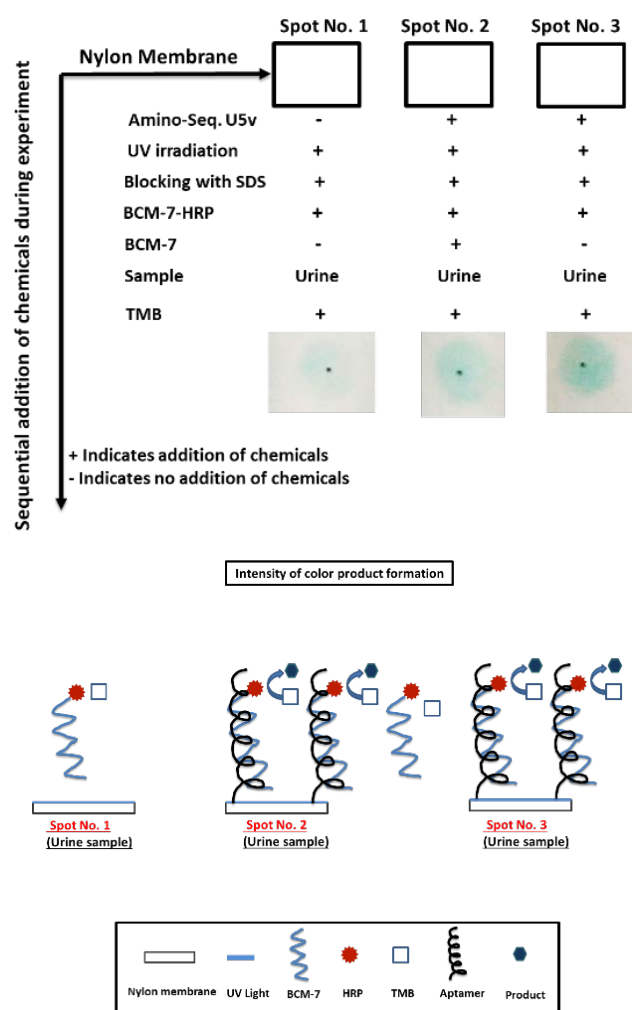 Spot No. 1 Spot No. 2 Spot No. 3
Nylon Membrane
Sequential addition of chemicals during experiment
Amino-Seq. U5v - + +
UV irradiation + + +
Blocking with SDS + + +
BCM-7-HRP + + +
BCM-7 - + -
Sample Urine Urine Urine
TMB + + +
+ Indicates addition of chemicals
- Indicates no addition of chemicals
Intensity of color product formation
Spot No. 1 Spot No. 2 Spot No. 3
(Urine sample) (Urine sample) (Urine sample)
Nylon membrane UV Light BCM-7 HRP TMB Aptamer Product